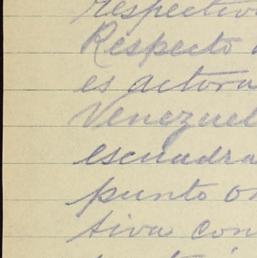 respectiv
Respecto
es actora
Venezuel
escuadra
punto o
tiva con